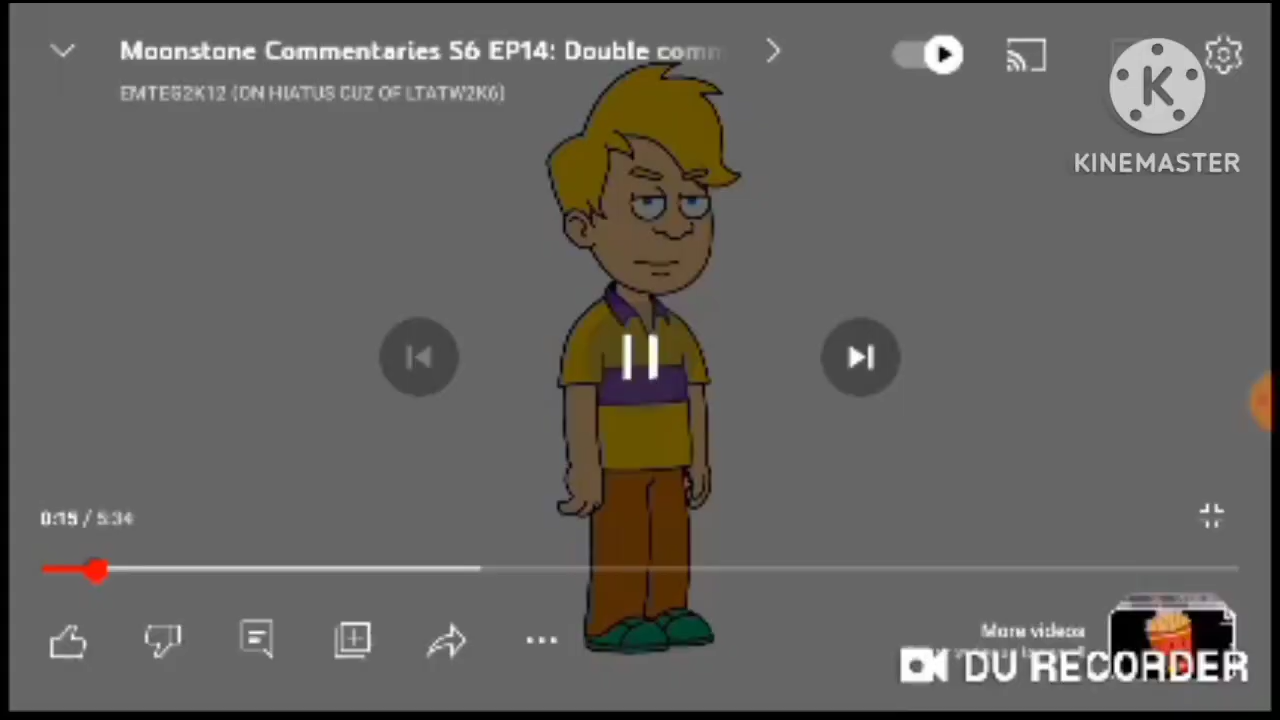 Moonstone Commentaries S6 EP14: Double comm
EMTEG2K12 (ON HIATUS CUZ OF LTATW2K6)
K
KINEMASTER
0:15 / 5:34
More videos
DU RECORDER